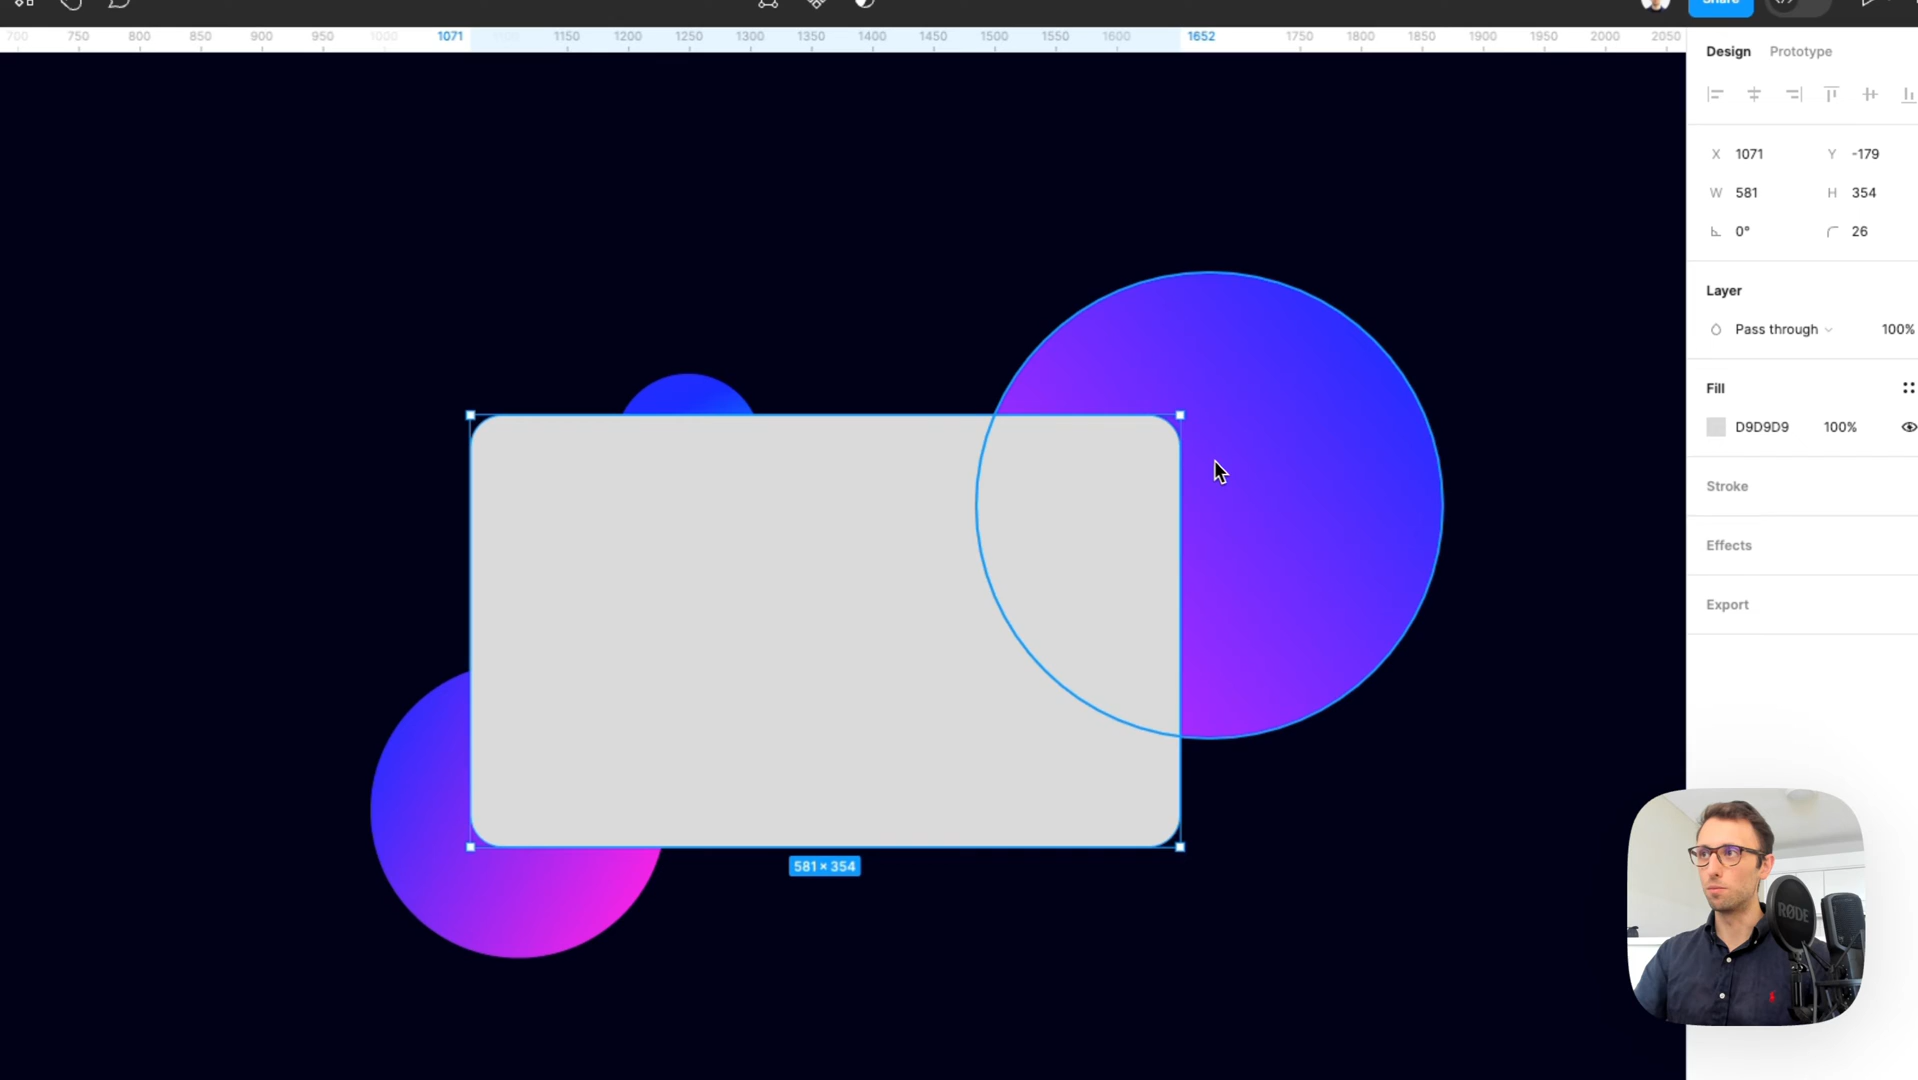 Share
700 750 800 850 900 950 1000 1071 1100 1150 1200 1250 1300 1350 1400 1450 1500 1550 1600 1652 1750 1800 1850 1900 1950 2000 2050
Design Prototype
X 1071 Y -179
W 581 H 354
0° 26
Layer
Pass through 100%
Fill
D9D9D9 100%
Stroke
Effects
Export
581 × 354
RØDE